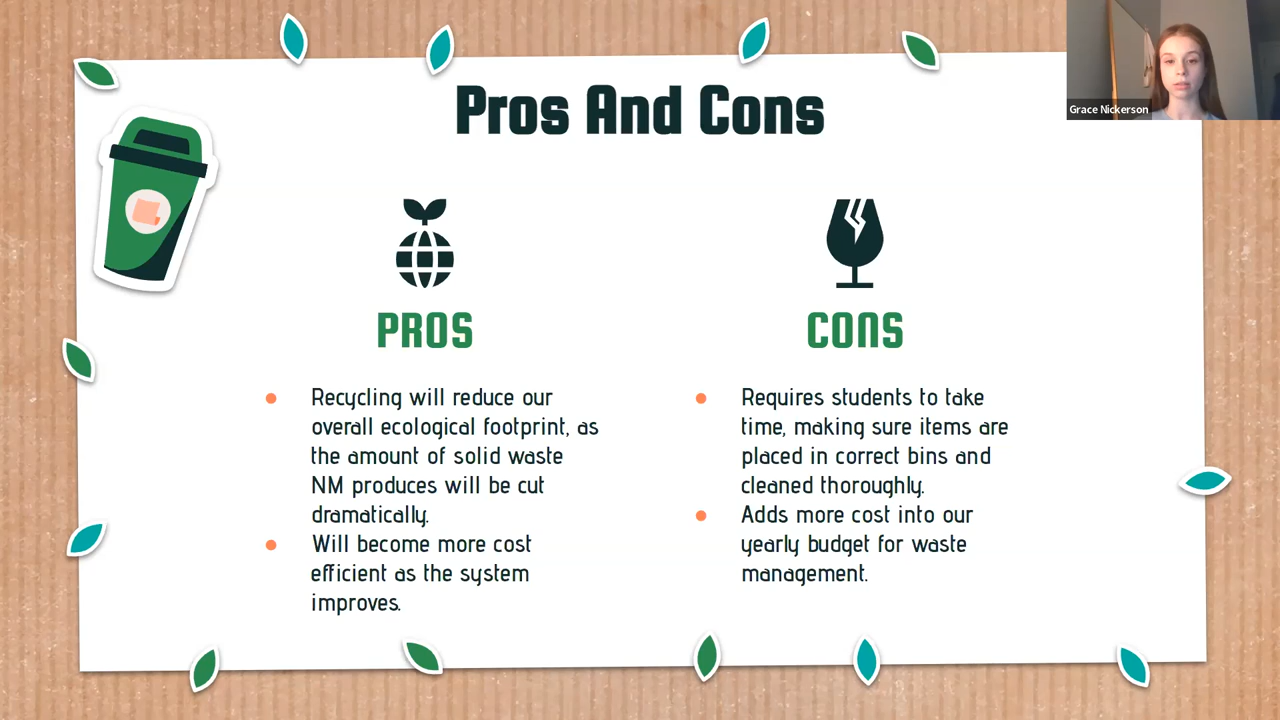 Pros And Cons
Grace Nickerson
PROS
Recycling will reduce our
overall ecological footprint, as
the amount of solid waste
NM produces will be cut
dramatically.
Will become more cost
efficient as the system
improves.
CONS
Requires students to take
time, making sure items are
placed in correct bins and
cleaned thoroughly.
Adds more cost into our
yearly budget for waste
management.